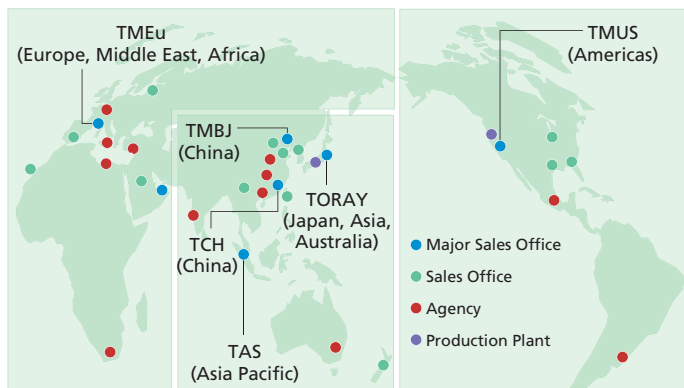 TMEu
(Europe, Middle East, Africa)
TMUS
(Americas)
TMBJ
(China)
TORAY
(Japan, Asia,
Australia)
TCH
(China)
TAS
(Asia Pacific)
Major Sales Office
Sales Office
Agency
Production Plant